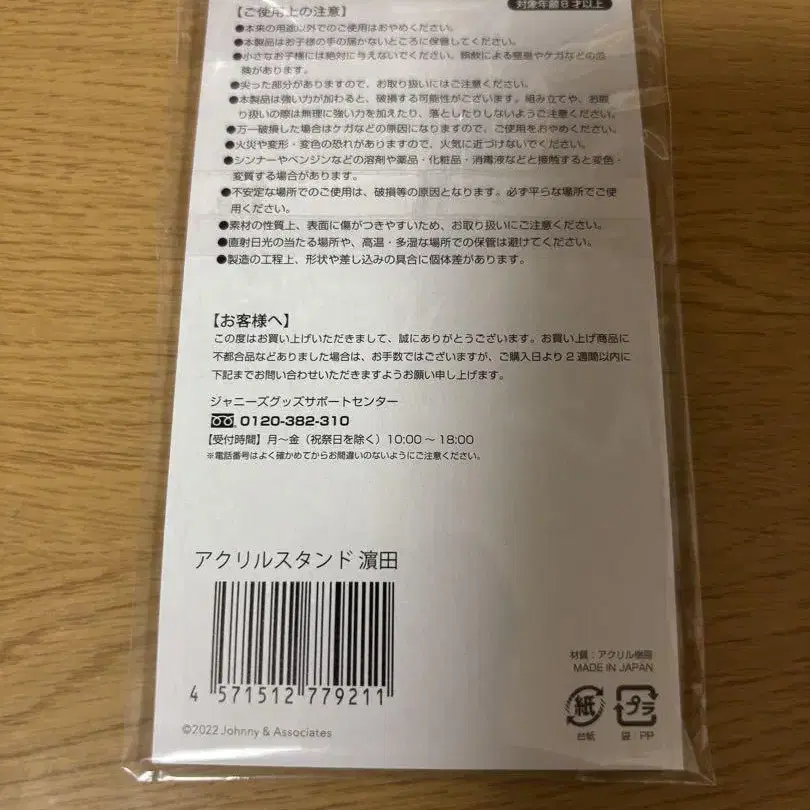 【ご使用上の注意】
対象年齢6才以上
●本来の用途以外でのご使用はおやめください。
●本製品はお子様の手の届かないところに保管してください。
●小さなお子様には絶対に与えないでください。誤飲による窒息やケガなどの危
険があります。
●尖った部分がありますので、お取り扱いにはご注意ください。
●本製品は強い力が加わると、破損する可能性がございます。組み立てや、お取
り扱いの際は無理に強い力を加えたり、落としたりしないようご注意ください。
●万一破損した場合はケガなどの原因になりますので、ご使用をおやめください。
●火災や変形・変色の恐れがありますので、火気に近づけないでください。
●シンナーやベンジンなどの溶剤や薬品・化粧品・消毒液などと接触すると変色・
変質する場合があります。
●不安定な場所でのご使用は、破損等の原因となります。必ず平らな場所でご使
用ください。
●素材の性質上、表面に傷がつきやすいため、お取り扱いにご注意ください。
●直射日光の当たる場所や、高温・多湿な場所での保管は避けてください。
●製造の工程上、形状や差し込みの具合に個体差があります。
【お客様へ】
この度はお買い上げいただきまして、誠にありがとうございます。お買い上げ商品に
不都合品などありました場合は、お手数ではございますが、ご購入日より2週間以内に
下記までお問い合わせいただきますようお願い申し上げます。
ジャニーズグッズサポートセンター
0120-382-310
【受付時間】月～金（祝祭日を除く）10:00～18:00
※電話番号はよく確かめてからお間違いのないようにご注意ください。
アクリルスタンド 濵田
4 571512 779211
©2022 Johnny & Associates
材質：アクリル樹脂
MADE IN JAPAN
紙
プラ
台紙
袋：PP